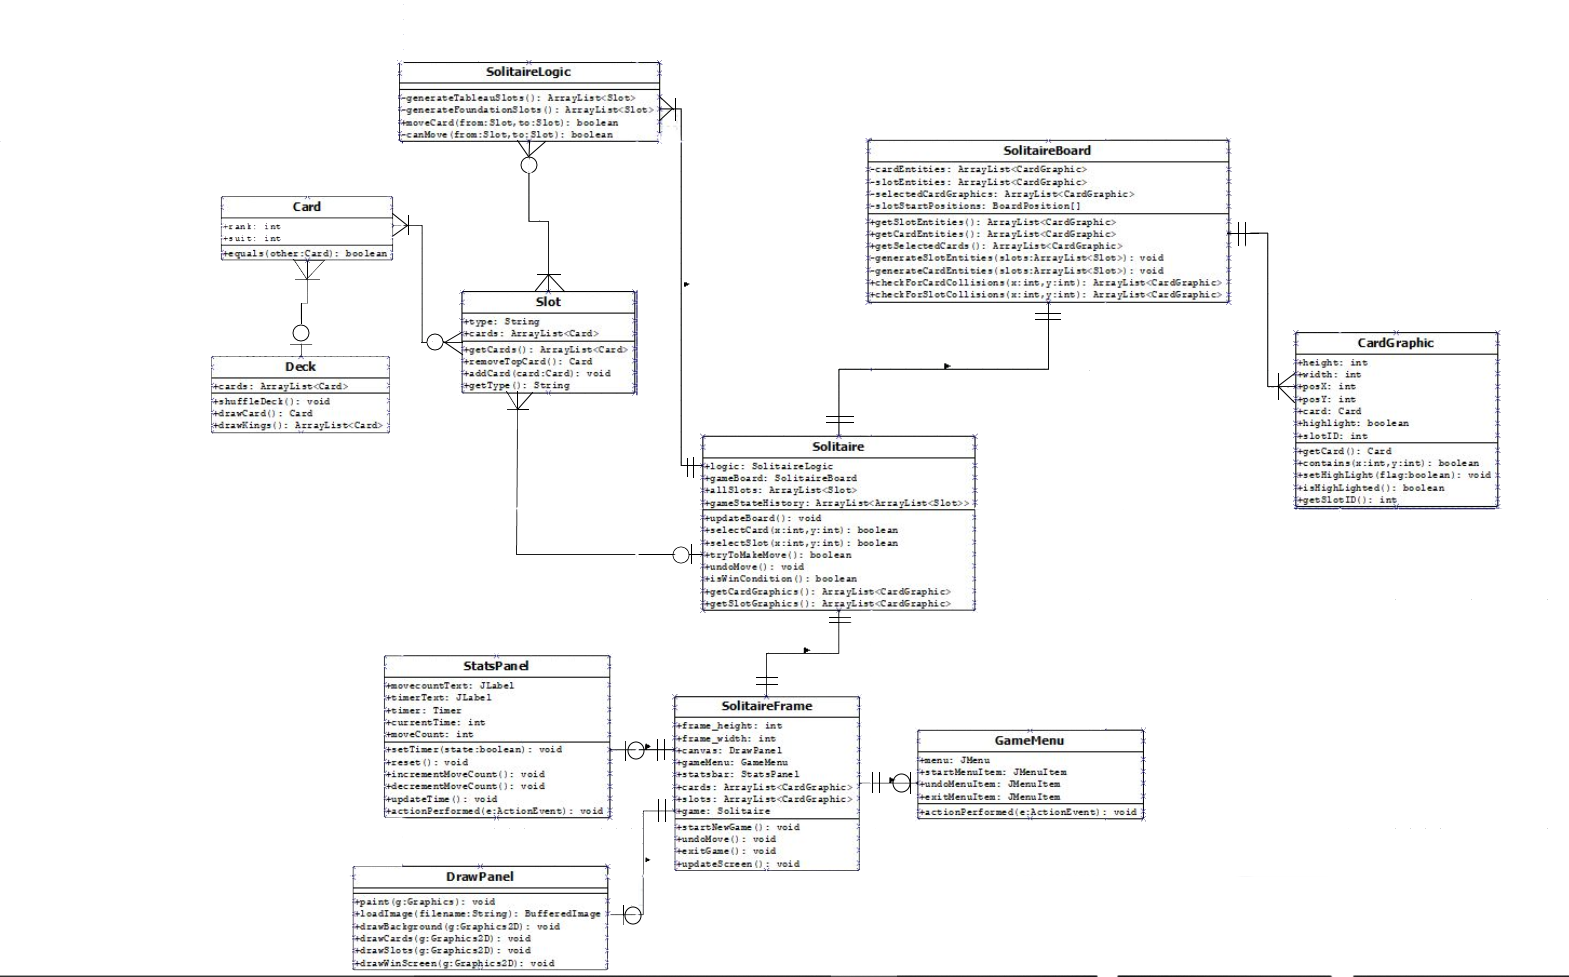 SolitaireLogic
-generateTableauSlots(): ArrayList<Slot>
-generateFoundationSlots(): ArrayList<Slot>
+moveCard(from:Slot,to:Slot): boolean
-canMove(from:Slot,to:Slot): boolean
SolitaireBoard
-cardEntities: ArrayList<CardGraphic>
-slotEntities: ArrayList<CardGraphic>
-selectedCardGraphics: ArrayList<CardGraphic>
-slotStartPositions: BoardPosition[]
+getSlotEntities(): ArrayList<CardGraphic>
+getCardEntities(): ArrayList<CardGraphic>
+getSelectedCards(): ArrayList<CardGraphic>
-generateSlotEntities(slots:ArrayList<Slot>): void
-generateCardEntities(slots:ArrayList<Slot>): void
+checkForCardCollisions(x:int,y:int): ArrayList<CardGraphic>
+checkForSlotCollisions(x:int,y:int): ArrayList<CardGraphic>
Card
+rank: int
+suit: int
+equals(other:Card): boolean
Slot
+type: String
+cards: ArrayList<Card>
+getCards(): ArrayList<Card>
+removeTopCard(): Card
+addCard(card:Card): void
+getType(): String
Deck
+cards: ArrayList<Card>
+shuffleDeck(): void
+drawCard(): Card
+drawKings(): ArrayList<Card>
CardGraphic
+height: int
+width: int
+posX: int
+posY: int
+card: Card
+highlight: boolean
+slotID: int
+getCard(): Card
+contains(x:int,y:int): boolean
+setHighLight(flag:boolean): void
+isHighLighted(): boolean
+getSlotID(): int
Solitaire
+logic: SolitaireLogic
+gameBoard: SolitaireBoard
+allSlots: ArrayList<Slot>
+gameStateHistory: ArrayList<ArrayList<Slot>>
+updateBoard(): void
+selectCard(x:int,y:int): boolean
+selectSlot(x:int,y:int): boolean
+tryToMakeMove(): boolean
+undoMove(): void
+isWinCondition(): boolean
+getCardGraphics(): ArrayList<CardGraphic>
+getSlotGraphics(): ArrayList<CardGraphic>
StatsPanel
+movecountText: JLabel
+timerText: JLabel
+timer: Timer
+currentTime: int
+moveCount: int
+setTimer(state:boolean): void
+reset(): void
+incrementMoveCount(): void
+decrementMoveCount(): void
+updateTime(): void
+actionPerformed(e:ActionEvent): void
SolitaireFrame
+frame_height: int
+frame_width: int
+canvas: DrawPanel
+gameMenu: GameMenu
+statsbar: StatsPanel
+cards: ArrayList<CardGraphic>
+slots: ArrayList<CardGraphic>
+game: Solitaire
+startNewGame(): void
+undoMove(): void
+exitGame(): void
+updateScreen(): void
GameMenu
+menu: JMenu
+startMenuItem: JMenuItem
+undoMenuItem: JMenuItem
+exitMenuItem: JMenuItem
+actionPerformed(e:ActionEvent): void
DrawPanel
+paint(g:Graphics): void
+loadImage(filename:String): BufferedImage
+drawBackground(g:Graphics2D): void
+drawCards(g:Graphics2D): void
+drawSlots(g:Graphics2D): void
+drawWinScreen(g:Graphics2D): void